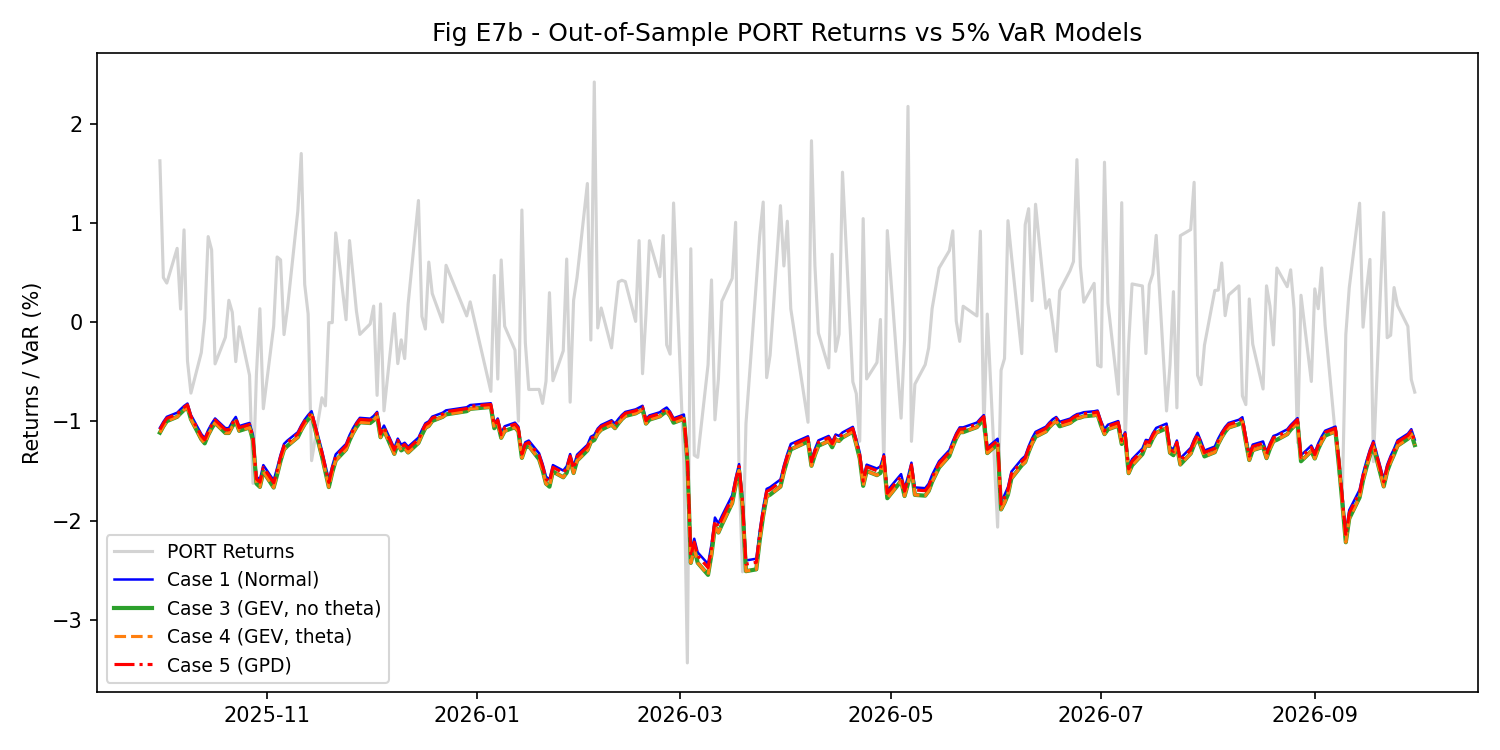 Fig E7b - Out-of-Sample PORT Returns vs 5% VaR Models
Returns / VaR (%)
2
1
0
−1
−2
−3
PORT Returns
Case 1 (Normal)
Case 3 (GEV, no theta)
Case 4 (GEV, theta)
Case 5 (GPD)
2025-11
2026-01
2026-03
2026-05
2026-07
2026-09